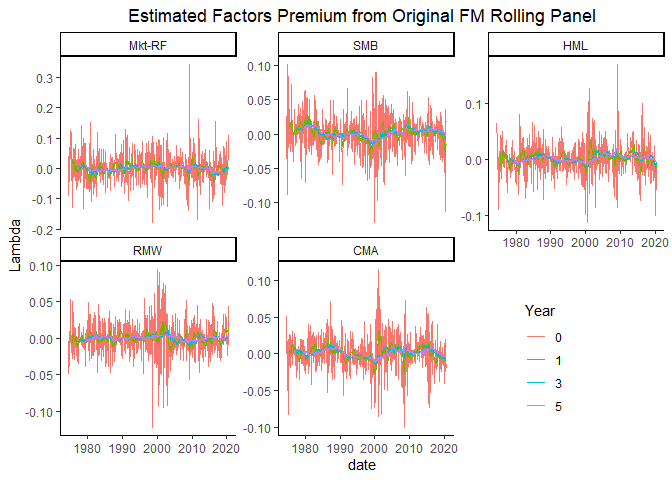 Estimated Factors Premium from Original FM Rolling Panel
Mkt-RF
SMB
HML
0.3
0.2
0.1
0.0
-0.1
-0.2
0.10
0.05
0.00
-0.05
-0.10
0.1
0.0
-0.1
1980 1990 2000 2010 2020
Lambda
RMW
CMA
0.10
0.05
0.00
-0.05
-0.10
0.10
0.05
0.00
-0.05
-0.10
1980 1990 2000 2010 2020
1980 1990 2000 2010 2020
date
Year
0
1
3
5